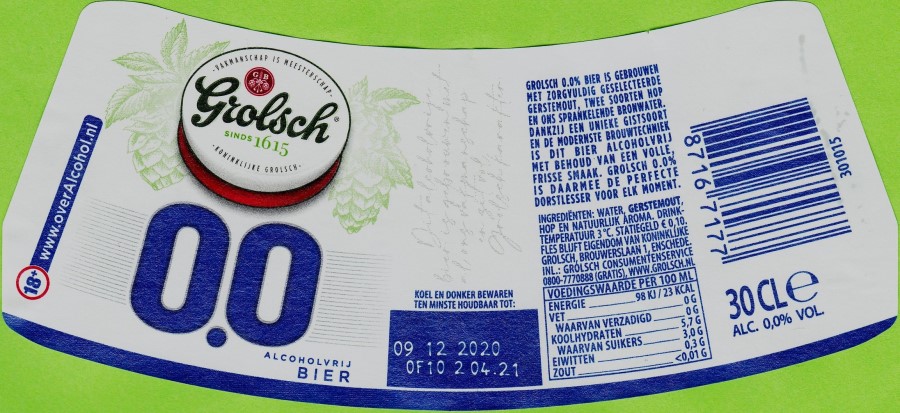 18+ www.overAlcohol.nl
·VAKMANSCHAP IS MEESTERSCHAP·
G B
Grolsch®
SINDS 1615
·KONINKLIJKE GROLSCH·
0.0
ALCOHOLVRIJ
BIER
KOEL EN DONKER BEWAREN
TEN MINSTE HOUDBAAR TOT:
09 12 2020
0F10 2 04.21
GROLSCH 0.0% BIER IS GEBROUWEN
MET ZORGVULDIG GESELECTEERDE
GERSTEMOUT, TWEE SOORTEN HOP
EN ONS SPRANKELENDE BRONWATER.
DANKZIJ EEN UNIEKE GISTSOORT
EN DE MODERNSTE BROUWTECHNIEK
IS DIT BIER ALCOHOLVRIJ
MET BEHOUD VAN EEN VOLLE,
FRISSE SMAAK. GROLSCH 0.0%
IS DAARMEE DE PERFECTE
DORSTLESSER VOOR ELK MOMENT.
INGREDIËNTEN: WATER, GERSTEMOUT,
HOP EN NATUURLIJK AROMA. DRINK-
TEMPERATUUR 3°C. STATIEGELD € 0,10.
FLES BLIJFT EIGENDOM VAN KONINKLIJKE
GROLSCH, BROUWERSLAAN 1, ENSCHEDE.
INL.: GROLSCH CONSUMENTENSERVICE
0800-7770888 (GRATIS), WWW.GROLSCH.NL
VOEDINGSWAARDE PER 100 ML
ENERGIE 98 KJ / 23 KCAL
VET 0 G
WAARVAN VERZADIGD 0 G
KOOLHYDRATEN 5,7 G
WAARVAN SUIKERS 3,0 G
EIWITTEN 0,3 G
ZOUT <0,01 G
8 716 7177
301015
30 CL e
ALC. 0,0% VOL.